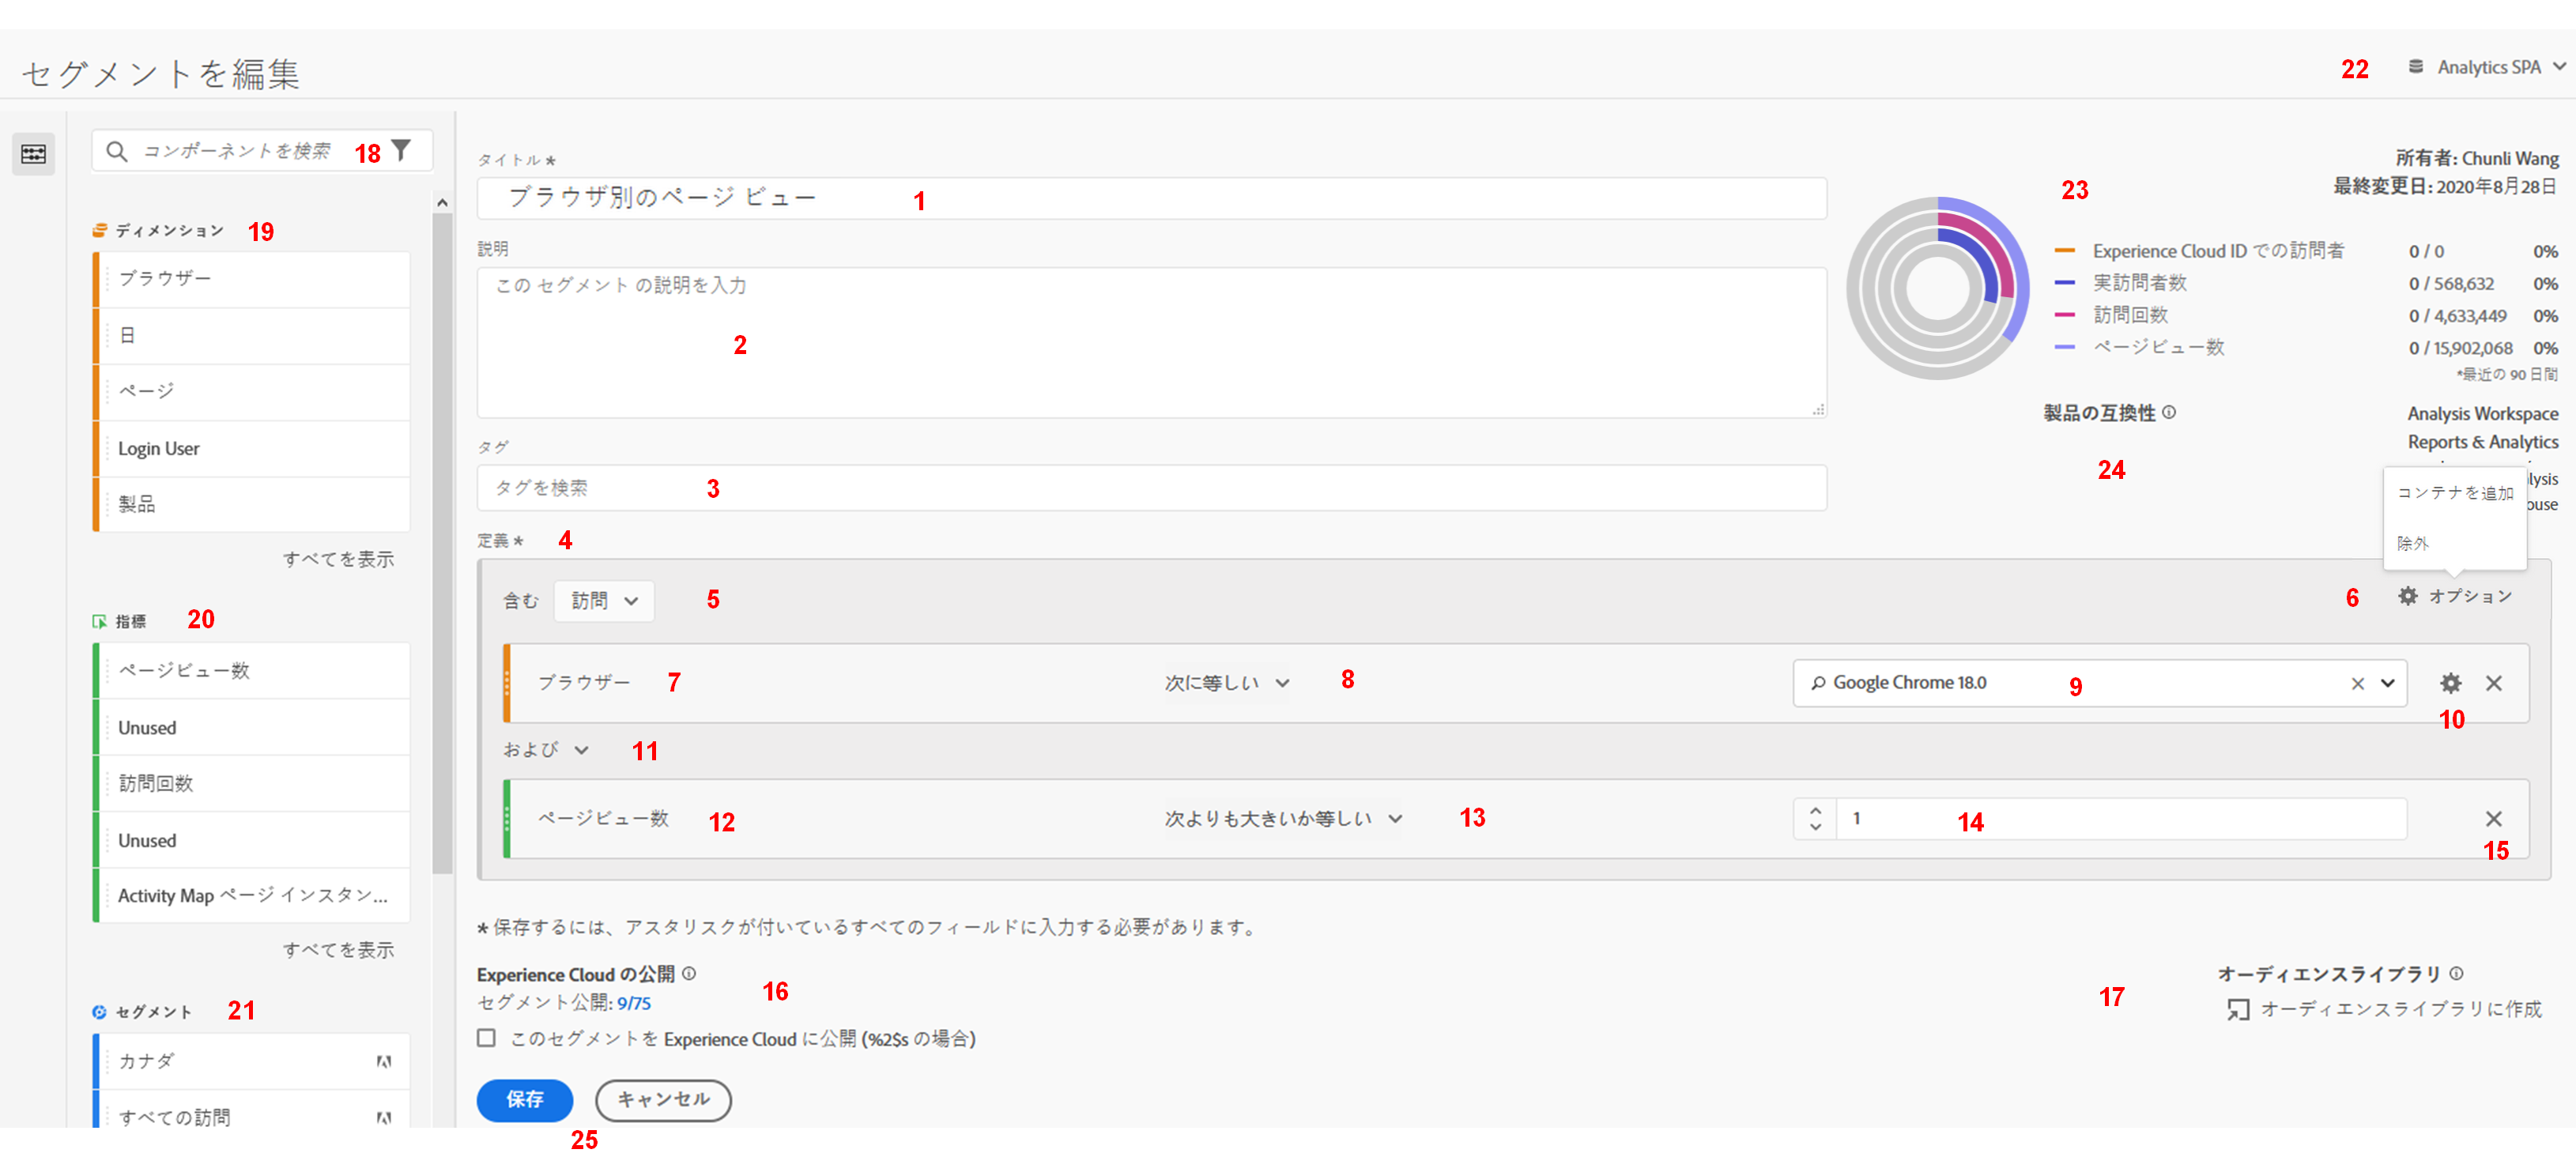 セグメントを編集
22 Analytics SPA
コンポーネントを検索 18
ディメンション 19
ブラウザー
日
ページ
Login User
製品
すべてを表示
指標 20
ページビュー数
Unused
訪問回数
Unused
Activity Map ページ インスタン...
すべてを表示
セグメント 21
カナダ
すべての訪問
タイトル *
ブラウザ別のページ ビュー 1
説明
この セグメント の説明を入力
2
タグ
タグを検索 3
所有者: Chunli Wang
最終変更日: 2020年8月28日
23
Experience Cloud ID での訪問者 0 / 0 0%
実訪問者数 0 / 568,632 0%
訪問回数 0 / 4,633,449 0%
ページビュー数 0 / 15,902,068 0%
*最近の 90 日間
製品の互換性 Analysis Workspace
Reports & Analytics
24
lysis
ouse
コンテナを追加
除外
定義 * 4
含む 訪問 5
6 オプション
ブラウザー 7 次に等しい 8 Google Chrome 18.0 9
10
および 11
ページビュー数 12 次よりも大きいか等しい 13 1 14
15
* 保存するには、アスタリスクが付いているすべてのフィールドに入力する必要があります。
Experience Cloud の公開
16
セグメント公開: 9/75
このセグメントを Experience Cloud に公開 (%2$s の場合)
17
オーディエンスライブラリ
オーディエンスライブラリに作成
保存 キャンセル
25